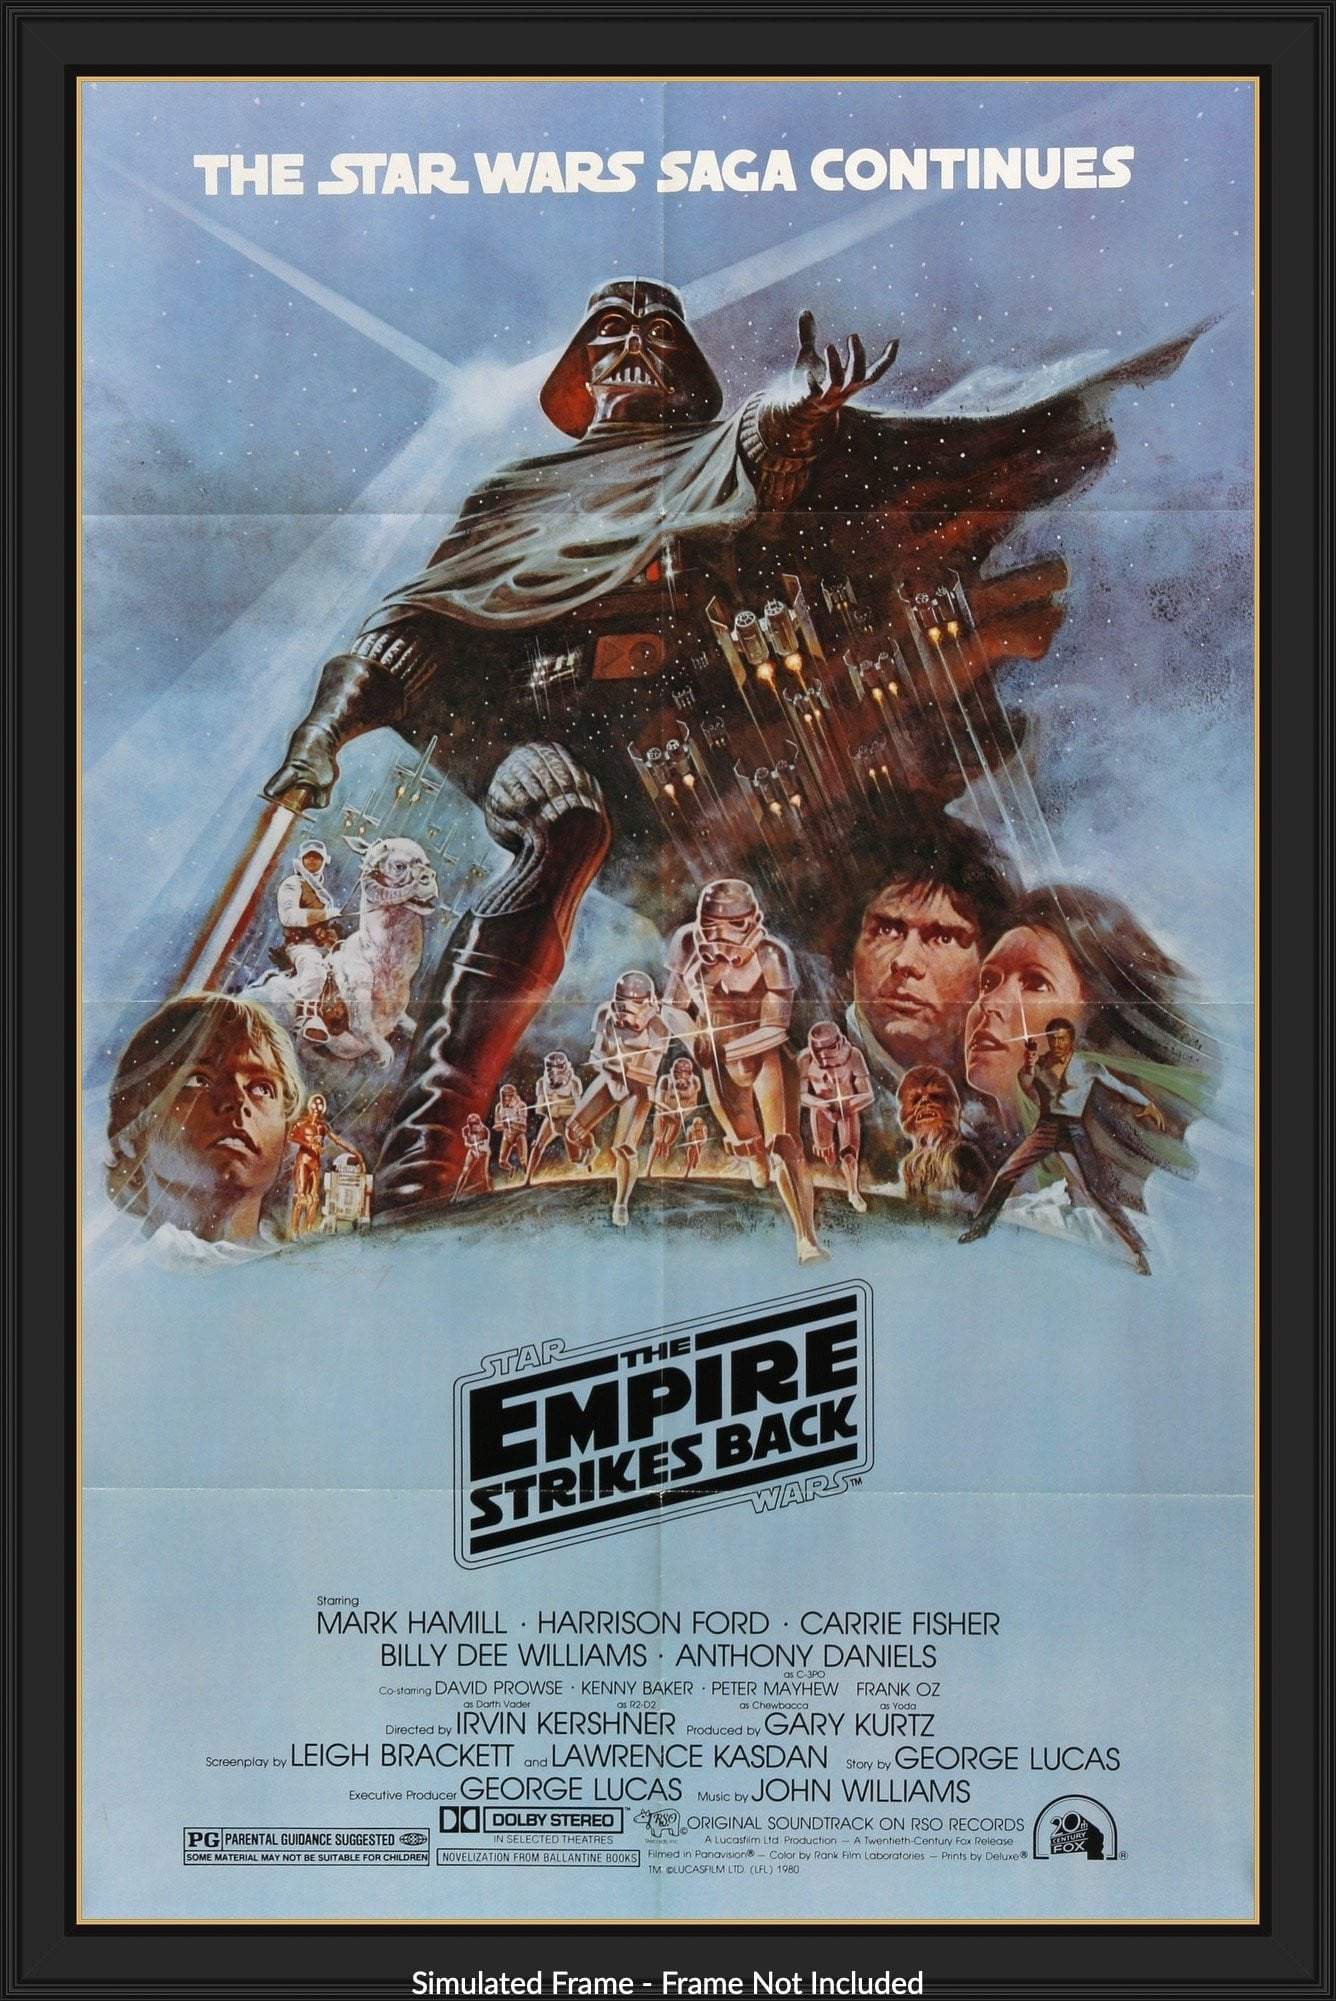 THE STAR WARS SAGA CONTINUES
STAR
THE
EMPIRE
STRIKES BACK
WARS™
Starring
MARK HAMILL · HARRISON FORD · CARRIE FISHER
BILLY DEE WILLIAMS · ANTHONY DANIELS
as C-3PO
Co-starring DAVID PROWSE · KENNY BAKER · PETER MAYHEW FRANK OZ
as Darth Vader as R2-D2 as Chewbacca as Yoda
Directed by IRVIN KERSHNER Produced by GARY KURTZ
Screenplay by LEIGH BRACKETT and LAWRENCE KASDAN Story by GEORGE LUCAS
Executive Producer GEORGE LUCAS Music by JOHN WILLIAMS
PG PARENTAL GUIDANCE SUGGESTED
SOME MATERIAL MAY NOT BE SUITABLE FOR CHILDREN
DOLBY STEREO™
IN SELECTED THEATRES
NOVELIZATION FROM BALLANTINE BOOKS
RSO Records Inc. © ORIGINAL SOUNDTRACK ON RSO RECORDS
A Lucasfilm Ltd. Production — A Twentieth-Century Fox Release
Filmed in Panavision® — Color by Rank Film Laboratories — Prints by Deluxe®
TM: ©LUCASFILM LTD. (LFL) 1980
20th
CENTURY
FOX ®
Simulated Frame - Frame Not Included